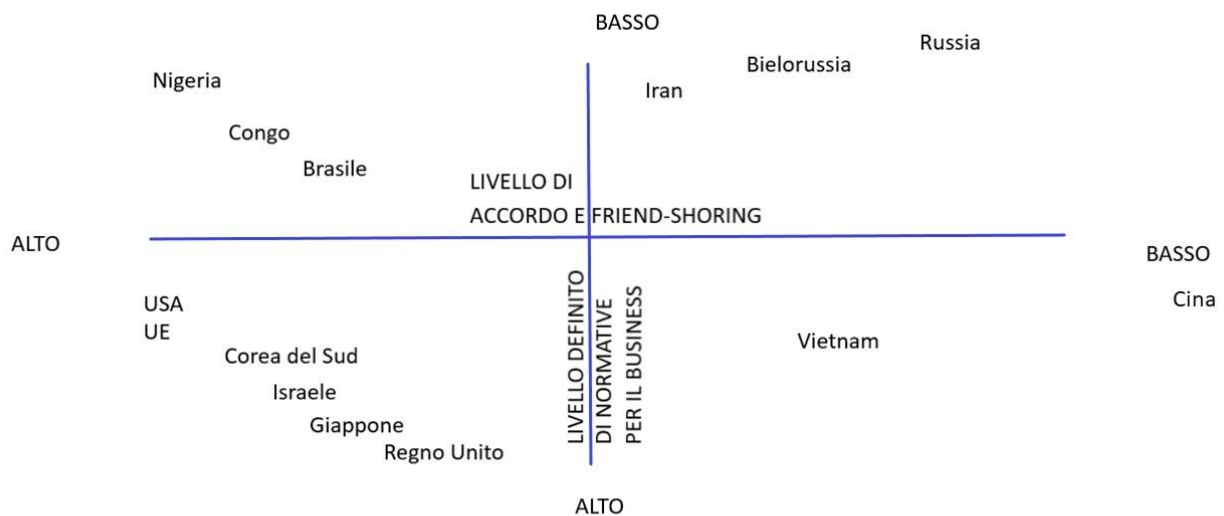 BASSO
Russia
Bielorussia
Nigeria
Iran
Congo
Brasile
LIVELLO DI
ACCORDO E FRIEND-SHORING
ALTO
BASSO
USA
UE
Cina
Vietnam
Corea del Sud
Israele
Giappone
Regno Unito
LIVELLO DEFINITO
DI NORMATIVE
PER IL BUSINESS
ALTO